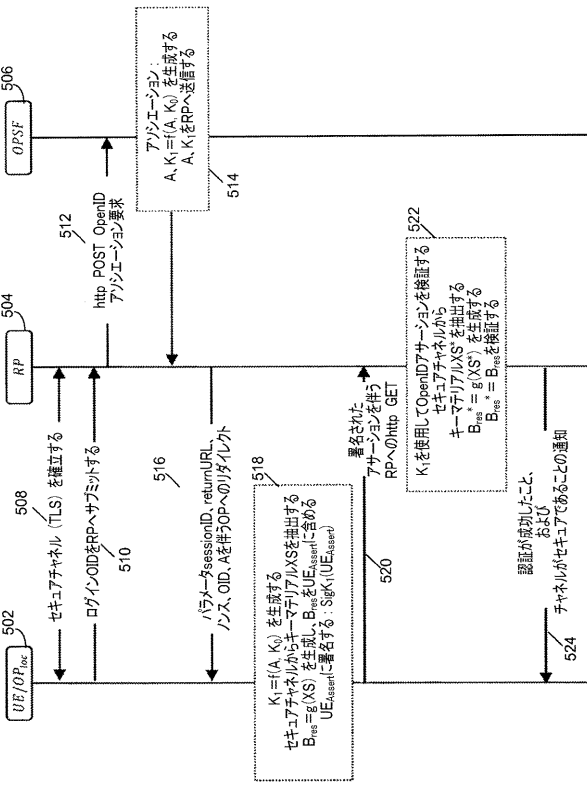 502
UE/OPloc
504
RP
506
OPSF
508
セキュアチャネル（TLS）を確立する
ログインOIDをRPへサブミットする
510
512
http POST OpenID
アソシエーション要求
アソシエーション：
A、K1=f(A, K0) を生成する
A、K1をRPへ送信する
514
516
パラメータsessionID、returnURL、
ノンス、OID、Aを伴うOPへのリダイレクト
518
K1=f(A, K0) を生成する
セキュアチャネルからキーマテリアルXSを抽出する
Bres=g(XS) を生成し、BresをUEAssertに含める
UEAssertに署名する：SigK1(UEAssert)
署名された
アサーションを伴う
RPへのhttp GET
520
522
K1を使用してOpenIDアサーションを検証する
セキュアチャネルから
キーマテリアルXS*を抽出する
Bres* = g(XS*) を生成する
Bres* = Bresを検証する
認証が成功したこと、
および
チャネルがセキュアであることの通知
524